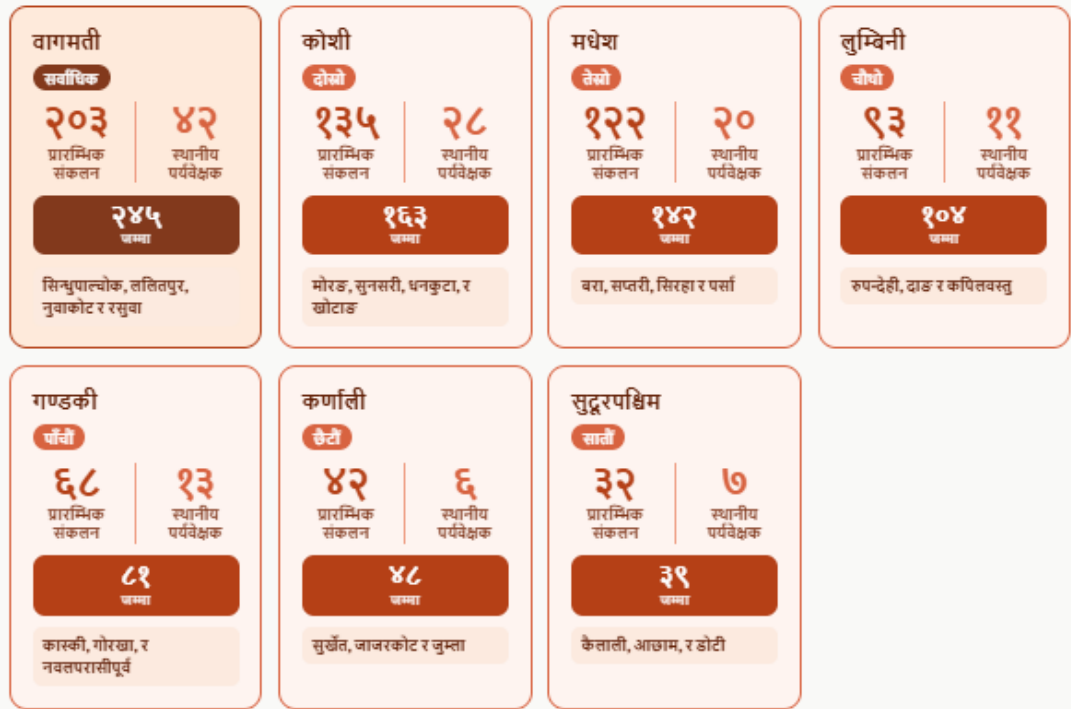 वागमती
सर्वाधिक
२०३
प्रारम्भिक
संकलन
४२
स्थानीय
पर्यवेक्षक
२४५
जम्मा
सिन्धुपाल्चोक, ललितपुर,
नुवाकोट र रसुवा
कोशी
दोस्रो
१३५
प्रारम्भिक
संकलन
२८
स्थानीय
पर्यवेक्षक
१६३
जम्मा
मोरङ, सुनसरी, धनकुटा, र
खोटाङ
मधेश
तेस्रो
१२२
प्रारम्भिक
संकलन
२०
स्थानीय
पर्यवेक्षक
१४२
जम्मा
बरा, सप्तरी, सिरहा र पर्सा
लुम्बिनी
चौथो
९३
प्रारम्भिक
संकलन
११
स्थानीय
पर्यवेक्षक
१०४
जम्मा
रुपन्देही, दाङ र कपिलवस्तु
गण्डकी
पाँचौं
६८
प्रारम्भिक
संकलन
१३
स्थानीय
पर्यवेक्षक
८१
जम्मा
कास्की, गोरखा, र
नवलपरासीपूर्व
कर्णाली
छैटौं
४२
प्रारम्भिक
संकलन
६
स्थानीय
पर्यवेक्षक
४८
जम्मा
सुर्खेत, जाजरकोट र जुम्ला
सुदूरपश्चिम
सातौं
३२
प्रारम्भिक
संकलन
७
स्थानीय
पर्यवेक्षक
३९
जम्मा
कैलाली, आछाम, र डोटी